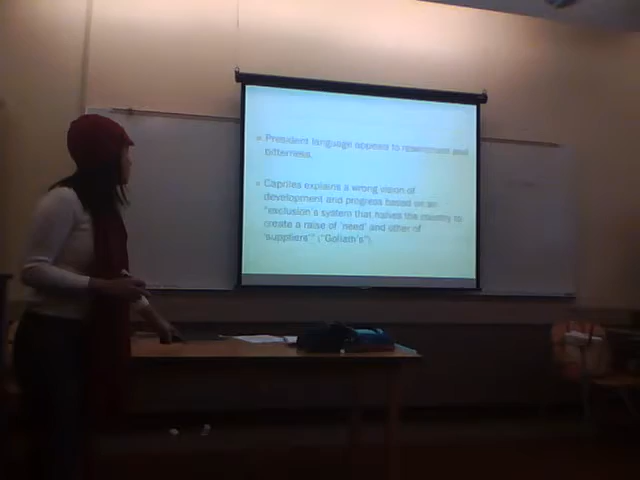 President language appeals to resentment and
bitterness.
Capriles explains a wrong vision of
development and progress based on an
"exclusion's system that halves the country to
create a raise of 'need' and other of
'suppliers'" ("Goliath's").